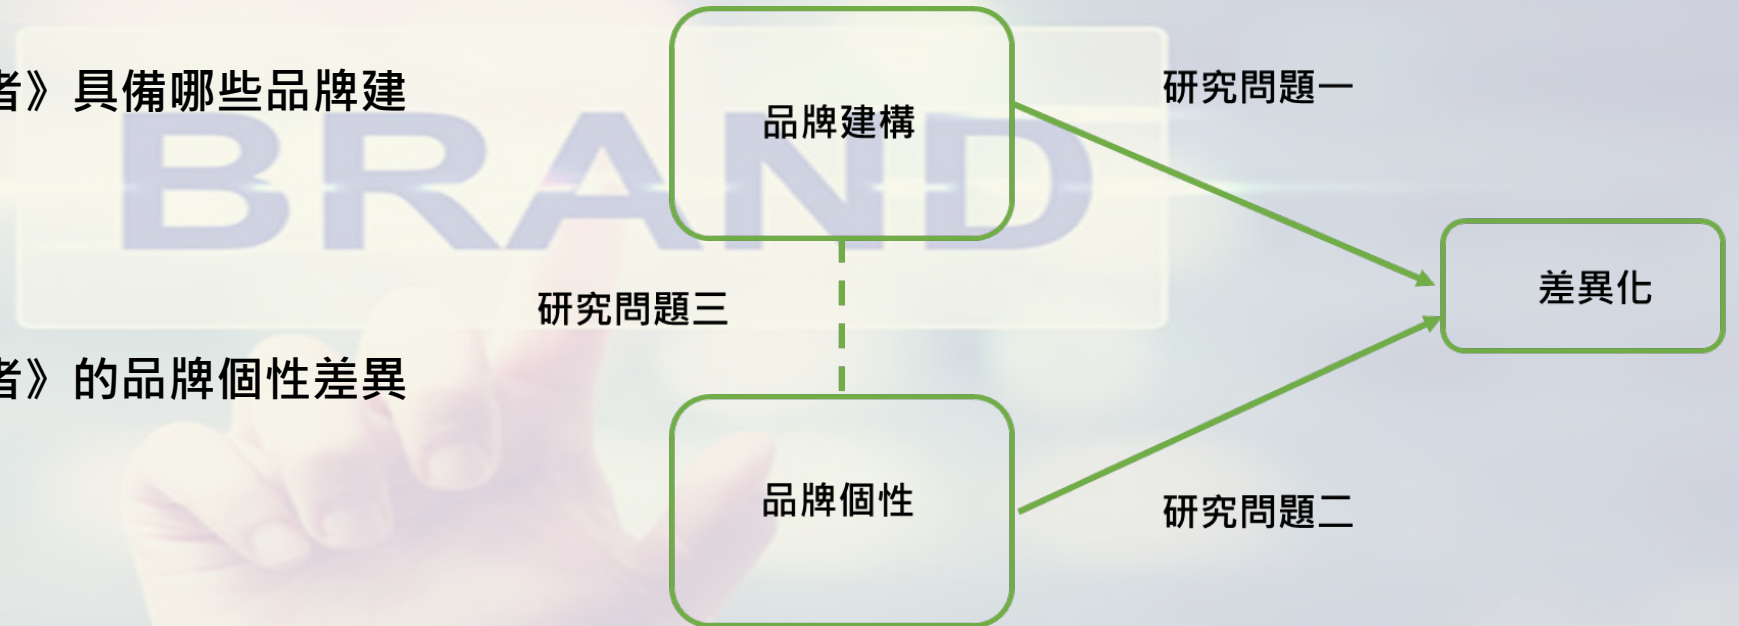 者》具備哪些品牌建
者》的品牌個性差異
BRAND
品牌建構
研究問題一
差異化
研究問題三
品牌個性
研究問題二